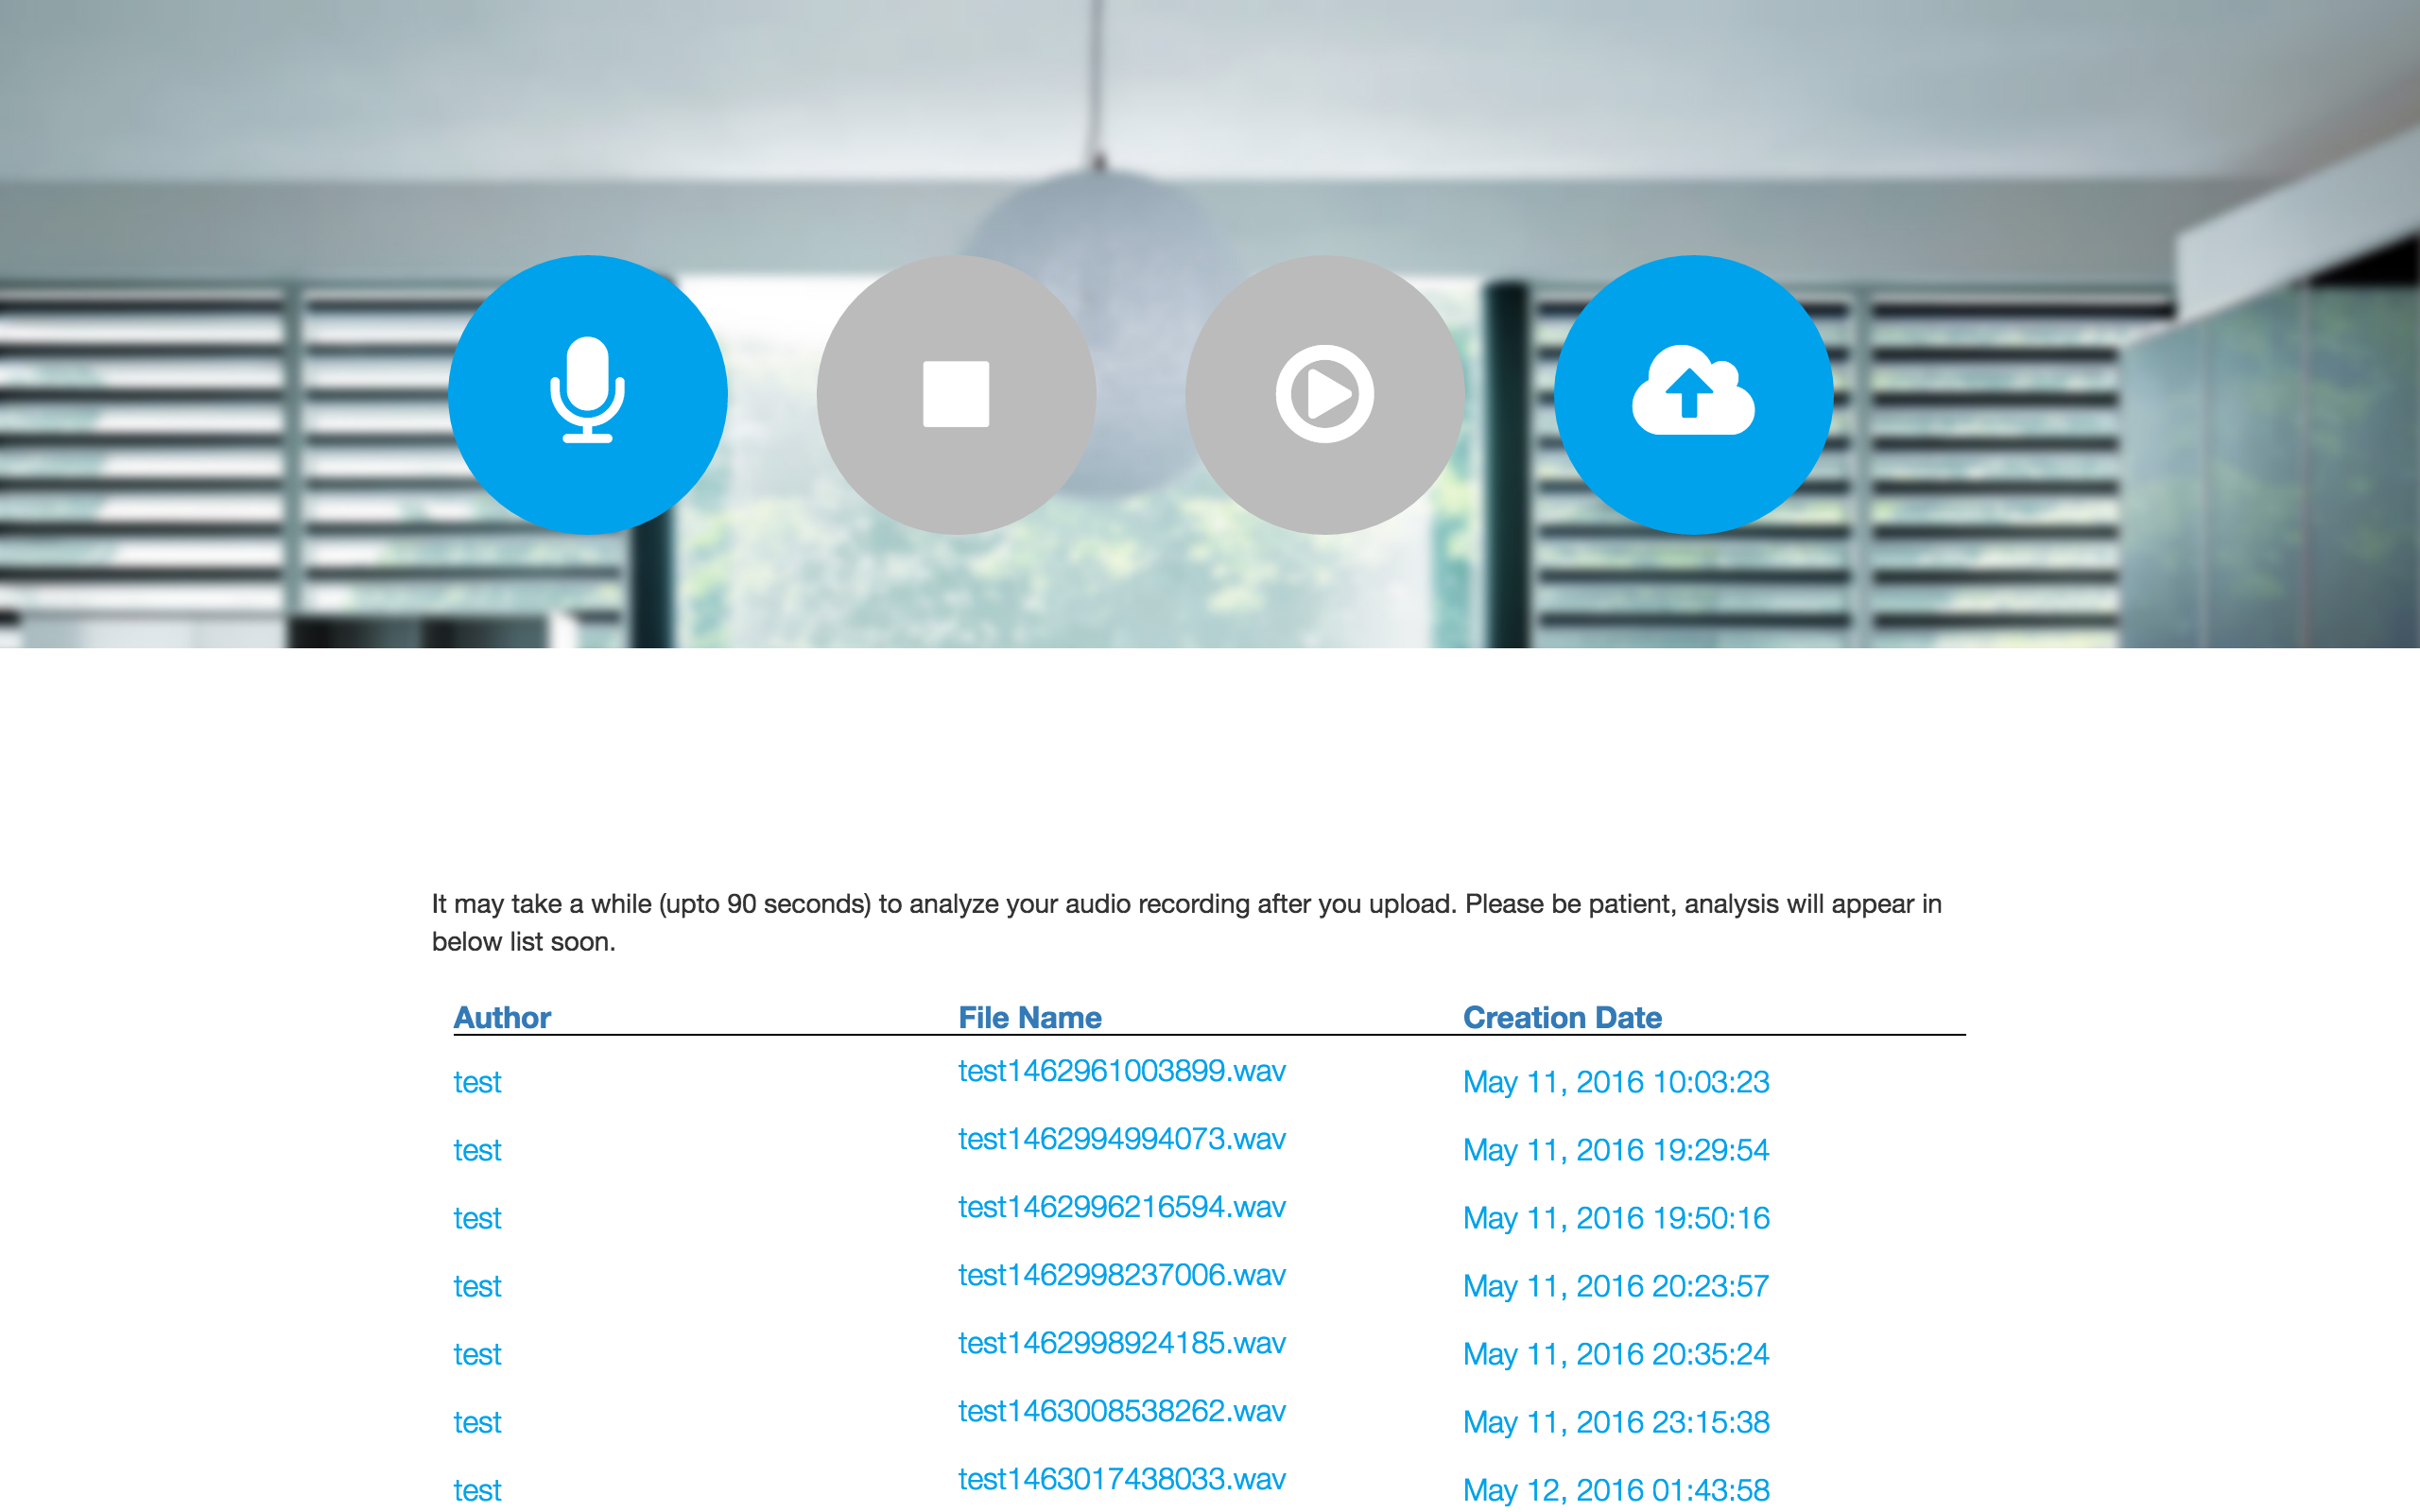 It may take a while (upto 90 seconds) to analyze your audio recording after you upload. Please be patient, analysis will appear in
below list soon.
Author File Name Creation Date
test test1462961003899.wav May 11, 2016 10:03:23
test test1462994994073.wav May 11, 2016 19:29:54
test test1462996216594.wav May 11, 2016 19:50:16
test test1462998237006.wav May 11, 2016 20:23:57
test test1462998924185.wav May 11, 2016 20:35:24
test test1463008538262.wav May 11, 2016 23:15:38
test test1463017438033.wav May 12, 2016 01:43:58